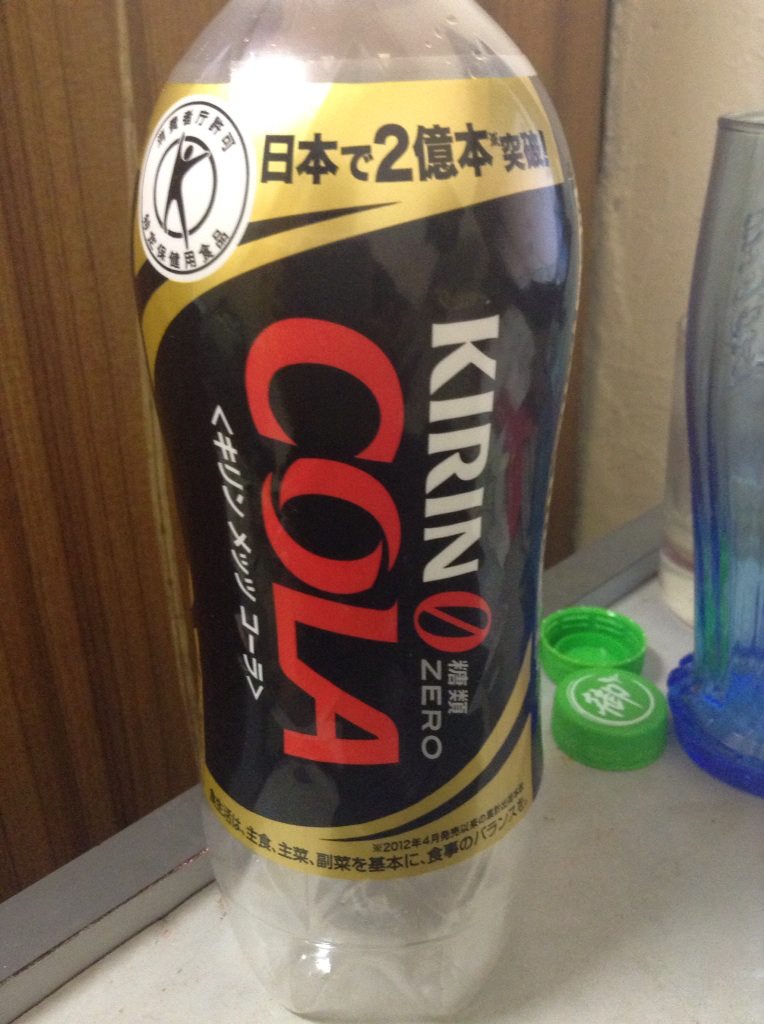 消費者庁許可
特定保健用食品
日本で2億本※突破!
KIRIN
COLA
<キリン メッツ コーラ>
0
糖類
ZERO
※2012年4月発売以来の累計出荷本数
食生活は、主食、主菜、副菜を基本に、食事のバランスを。
御